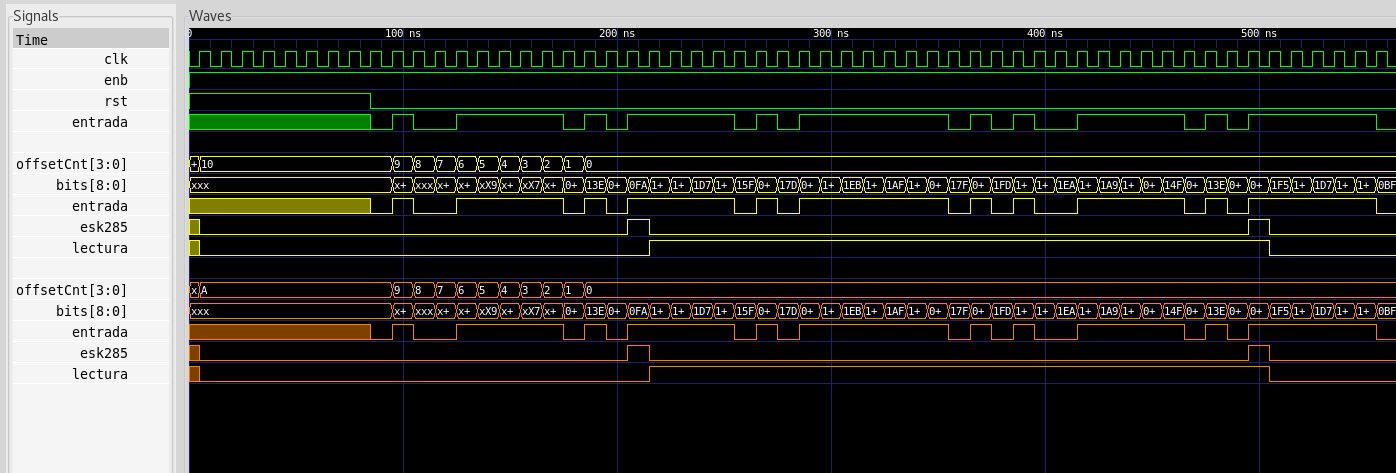 Signals Waves
Time 0 100 ns 200 ns 300 ns 400 ns 500 ns
clk
enb
rst
entrada
offsetCnt[3:0] + 10 9 8 7 6 5 4 3 2 1 0
bits[8:0] xxx x+ xxx x+ x+ xX9 x+ xX7 x+ 0+ 13E 0+ 0FA 1+ 1+ 1D7 1+ 15F 0+ 17D 0+ 1+ 1EB 1+ 1AF 1+ 0+ 17F 0+ 1FD 1+ 1+ 1EA 1+ 1A9 1+ 0+ 14F 0+ 13E 0+ 0+ 1F5 1+ 1D7 1+ 1+ 0BF
entrada
esk285
lectura
offsetCnt[3:0] x A 9 8 7 6 5 4 3 2 1 0
bits[8:0] xxx x+ xxx x+ x+ xX9 x+ xX7 x+ 0+ 13E 0+ 0FA 1+ 1+ 1D7 1+ 15F 0+ 17D 0+ 1+ 1EB 1+ 1AF 1+ 0+ 17F 0+ 1FD 1+ 1+ 1EA 1+ 1A9 1+ 0+ 14F 0+ 13E 0+ 0+ 1F5 1+ 1D7 1+ 1+ 0BF
entrada
esk285
lectura